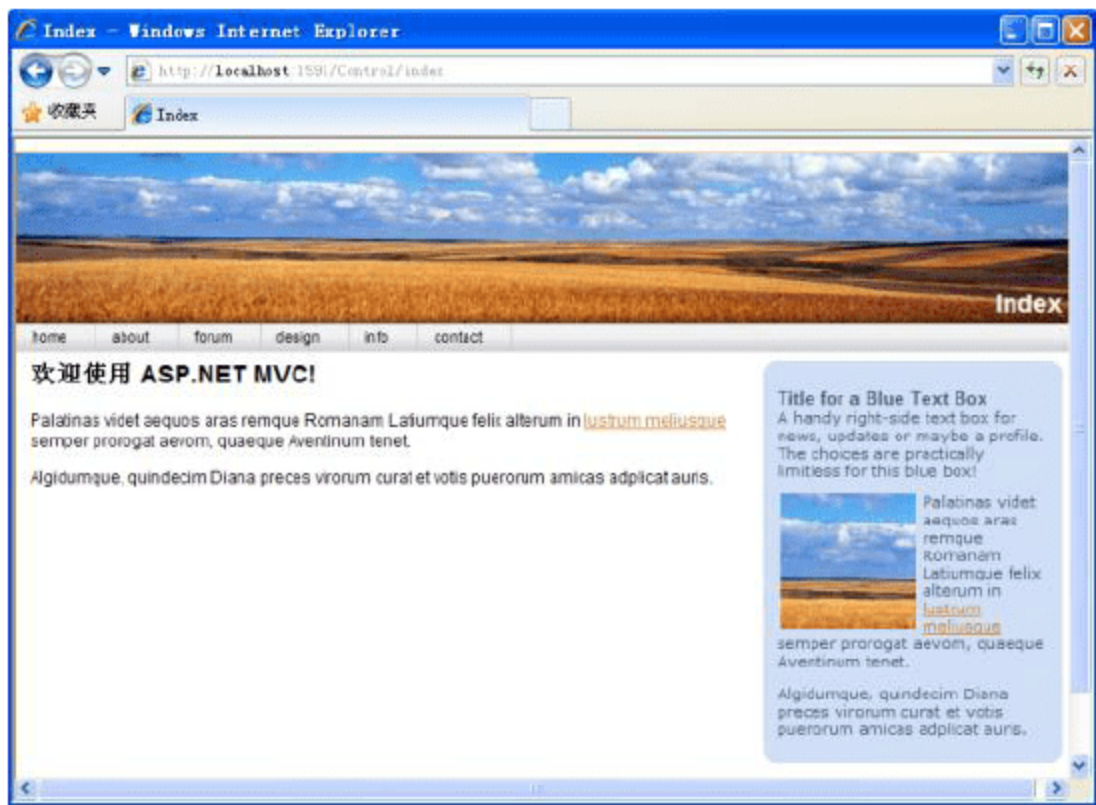 Index - Windows Internet Explorer
http://localhost:1591/Control/index
收藏夹
Index
Index
home about forum design info contact
欢迎使用 ASP.NET MVC!
Palatinas videt aequos aras remque Romanam Latiumque felix alterum in lustrum meliusque
semper prorogat aevom, quaeque Aventinum tenet.
Algidumque, quindecim Diana preces virorum curat et votis puerorum amicas adplicat auris.
Title for a Blue Text Box
A handy right-side text box for
news, updates or maybe a profile.
The choices are practically
limitless for this blue box!
Palatinas videt
aequos aras
remque
Romanam
Latiumque felix
alterum in
lustrum
meliusque
semper prorogat aevom, quaeque
Aventinum tenet.
Algidumque, quindecim Diana
preces virorum curat et votis
puerorum amicas adplicat auris.